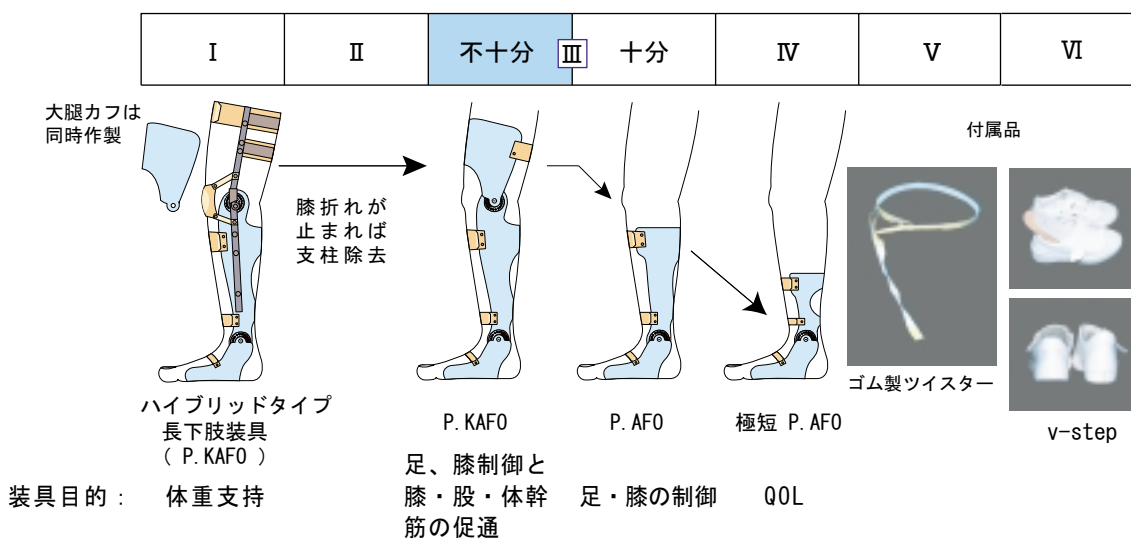 Ⅰ Ⅱ 不十分 Ⅲ 十分 Ⅳ Ⅴ Ⅵ
大腿カフは
同時作製
膝折れが
止まれば
支柱除去
付属品
ハイブリッドタイプ
長下肢装具
( P.KAFO )
P.KAFO
P.AFO
極短 P.AFO
ゴム製ツイスター
v-step
装具目的：
体重支持
足、膝制御と
膝・股・体幹
筋の促通
足・膝の制御
QOL